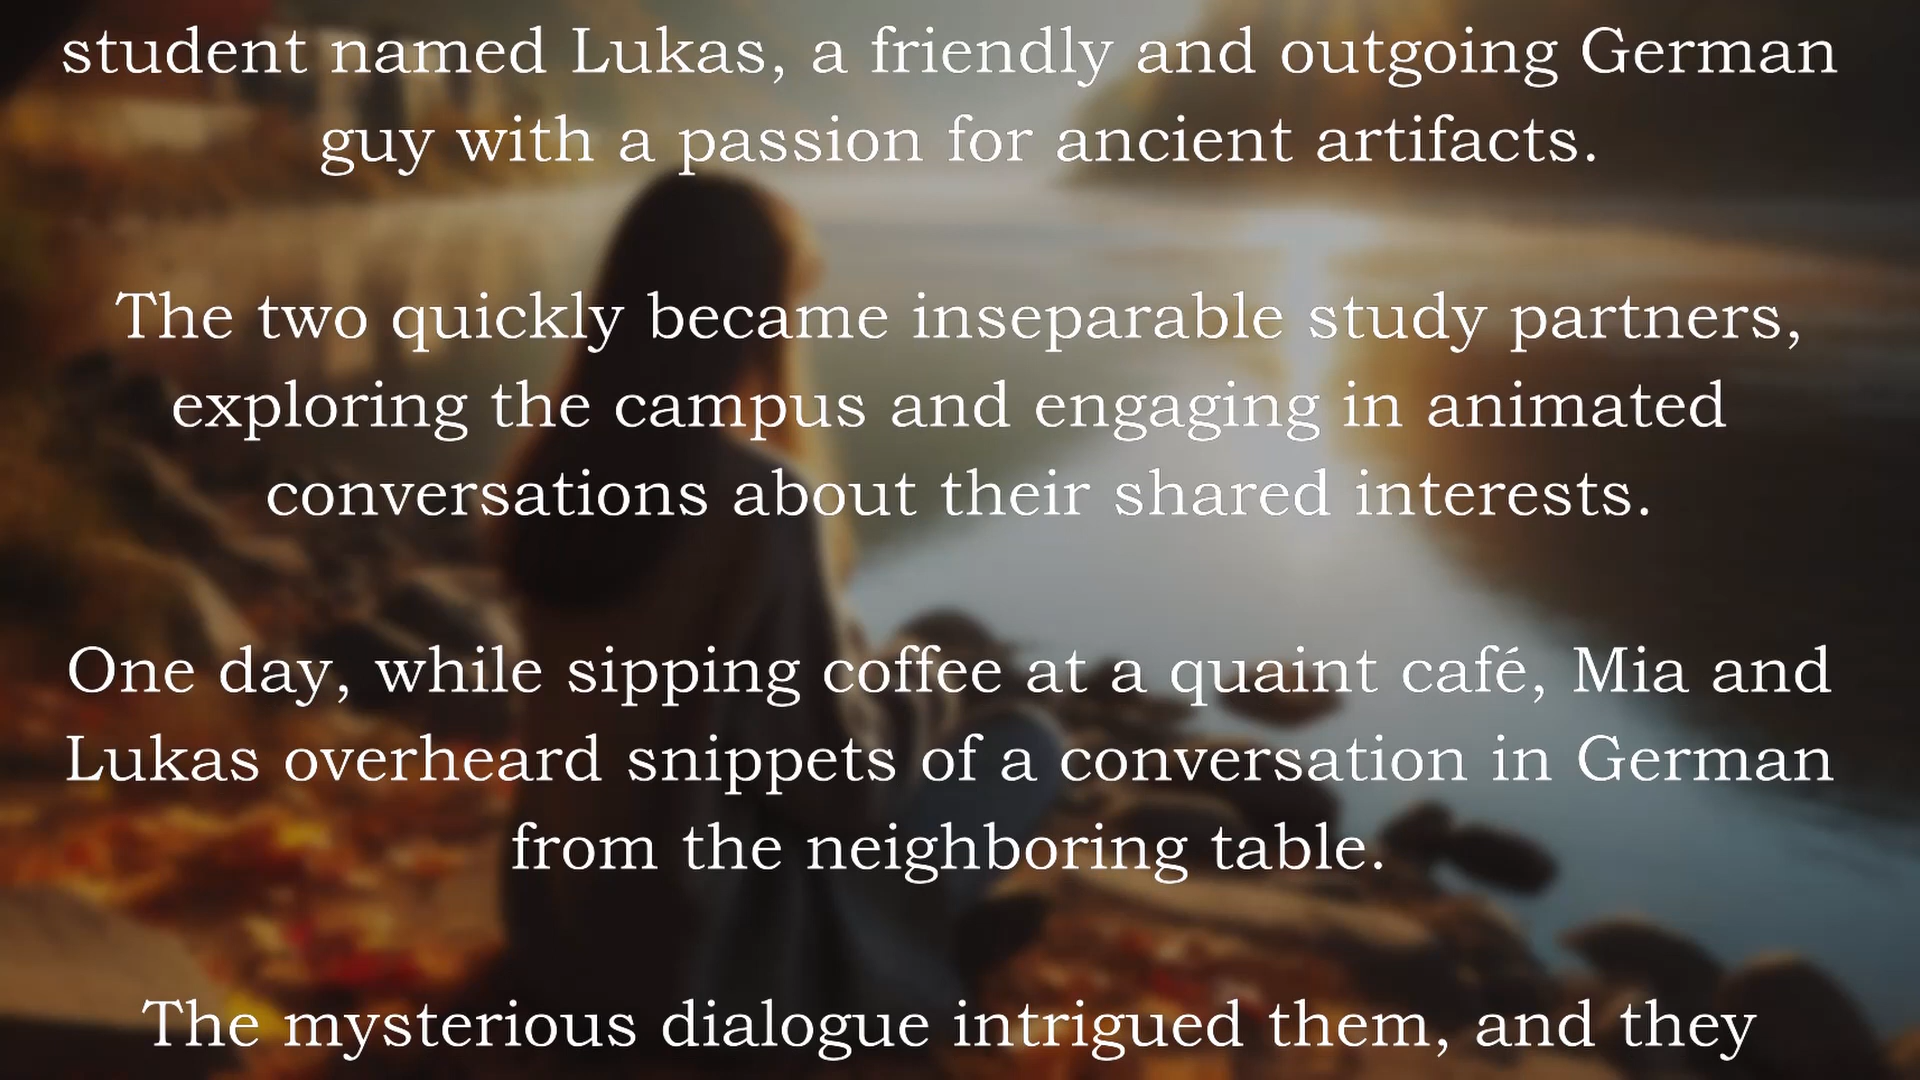 student named Lukas, a friendly and outgoing German
guy with a passion for ancient artifacts.
The two quickly became inseparable study partners,
exploring the campus and engaging in animated
conversations about their shared interests.
One day, while sipping coffee at a quaint café, Mia and
Lukas overheard snippets of a conversation in German
from the neighboring table.
The mysterious dialogue intrigued them, and they